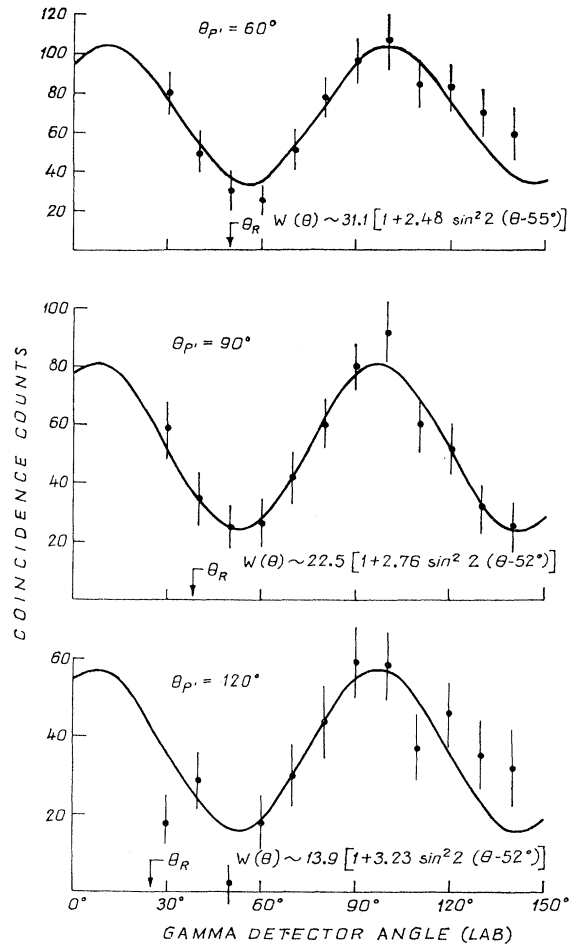 120
100
80
60
40
20
θP' = 60°
θR
W (θ) ~ 31.1 [1+2.48 sin² 2 (θ-55°)]
100
80
60
40
20
θP' = 90°
θR
W (θ) ~ 22.5 [1+2.76 sin² 2 (θ-52°)]
60
40
20
θP' = 120°
θR
W (θ) ~ 13.9 [1+3.23 sin² 2 (θ-52°)]
0° 30° 60° 90° 120° 150°
GAMMA DETECTOR ANGLE (LAB)
COINCIDENCE COUNTS